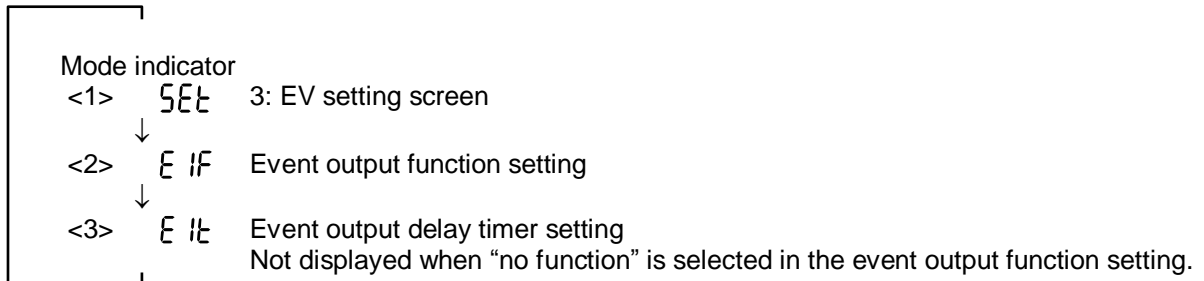 Mode indicator
<1> SEt 3: EV setting screen
↓
<2> E1F Event output function setting
↓
<3> E1t Event output delay timer setting
Not displayed when “no function” is selected in the event output function setting.